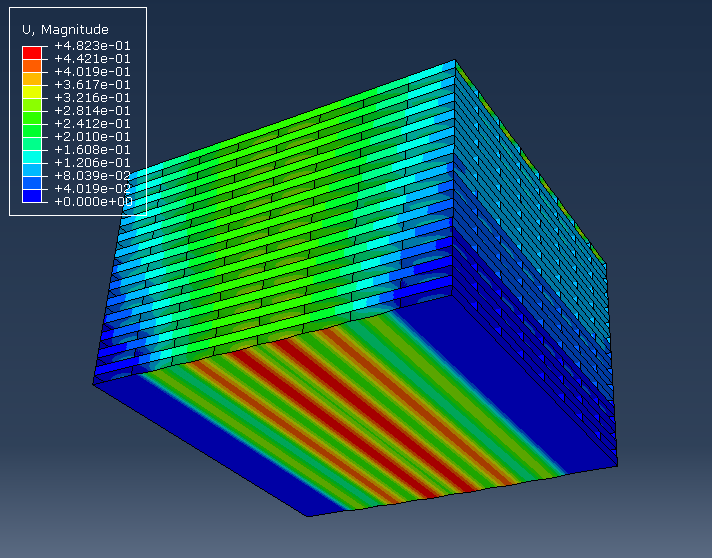 U, Magnitude
+4.823e-01
+4.421e-01
+4.019e-01
+3.617e-01
+3.216e-01
+2.814e-01
+2.412e-01
+2.010e-01
+1.608e-01
+1.206e-01
+8.039e-02
+4.019e-02
+0.000e+00